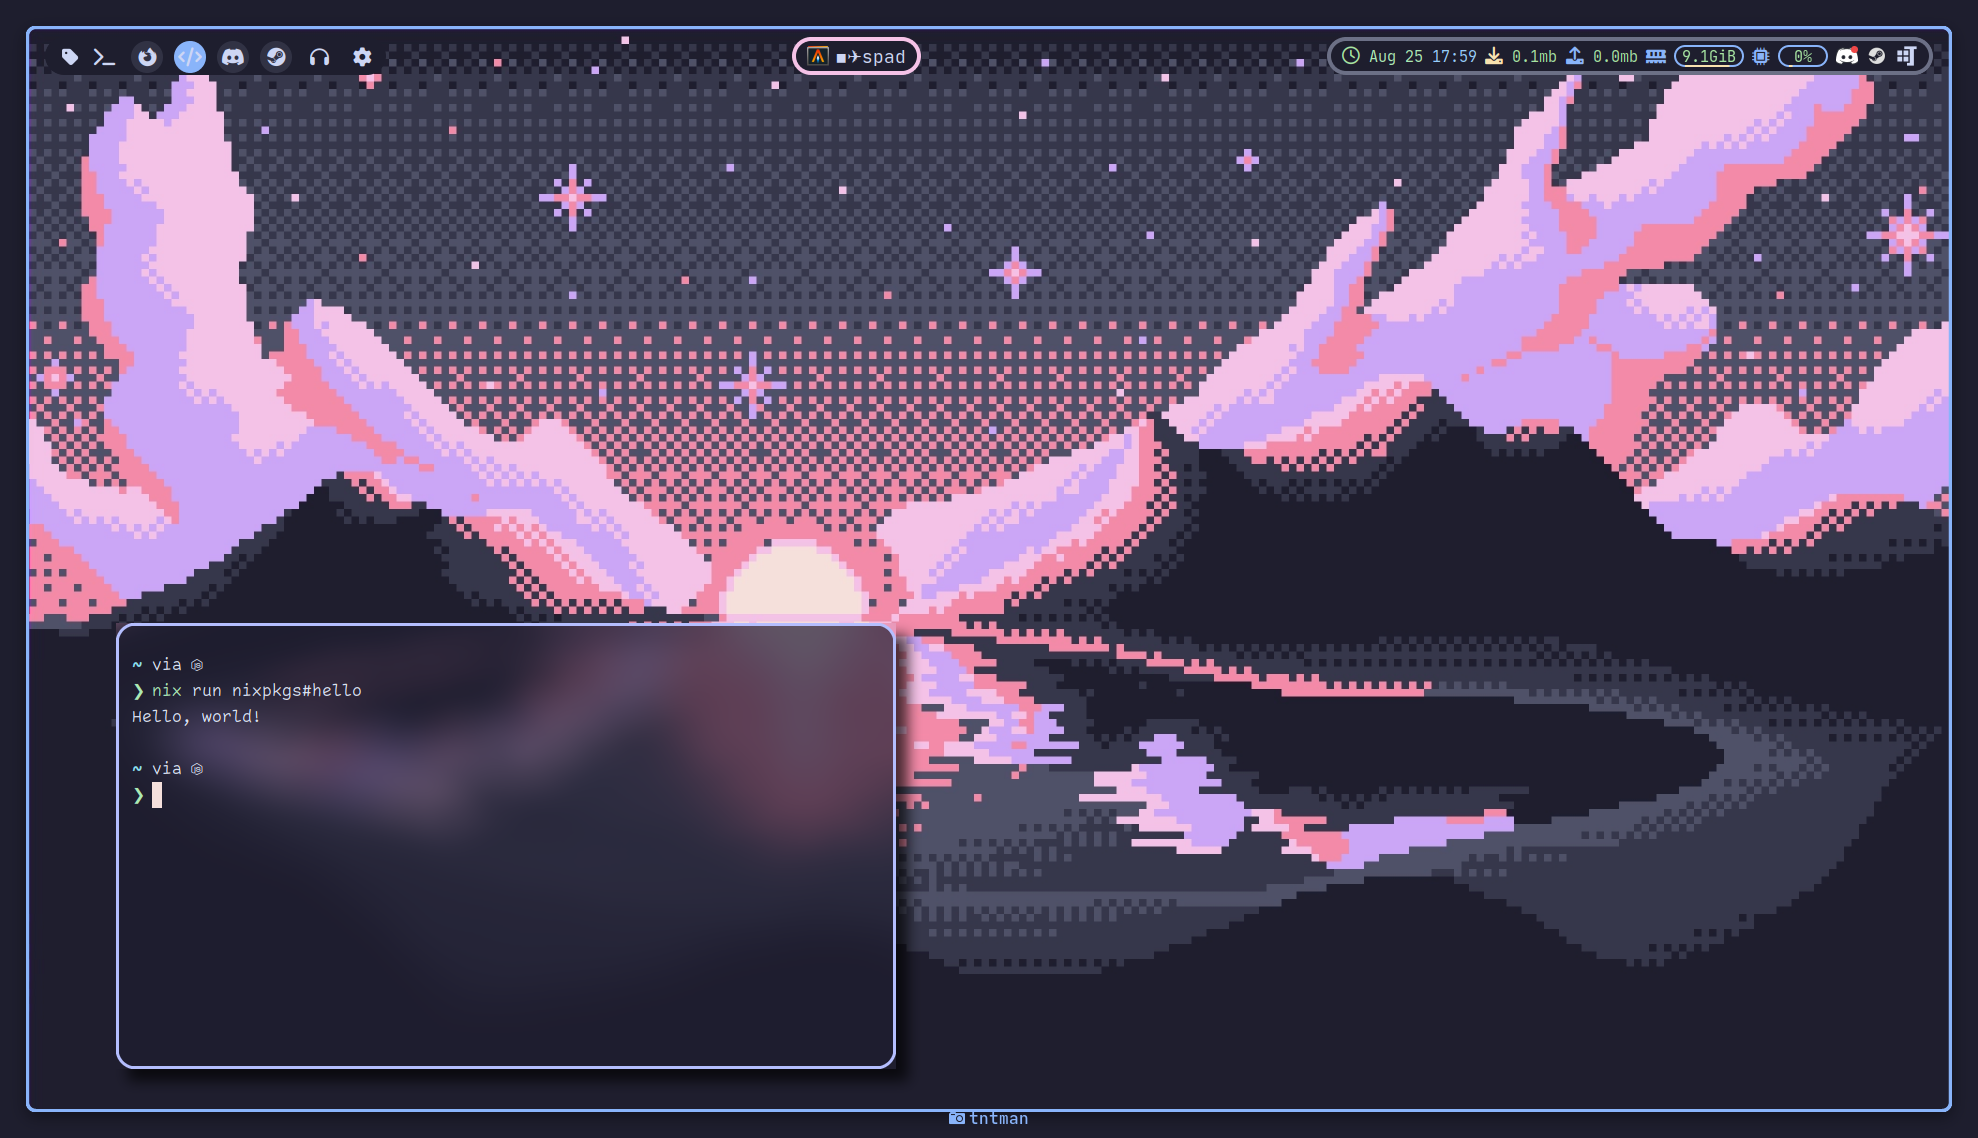 ■✈spad
Aug 25 17:59 0.1mb 0.0mb 9.1GiB 0%
~ via
❯ nix run nixpkgs#hello
Hello, world!
~ via
❯
tntman